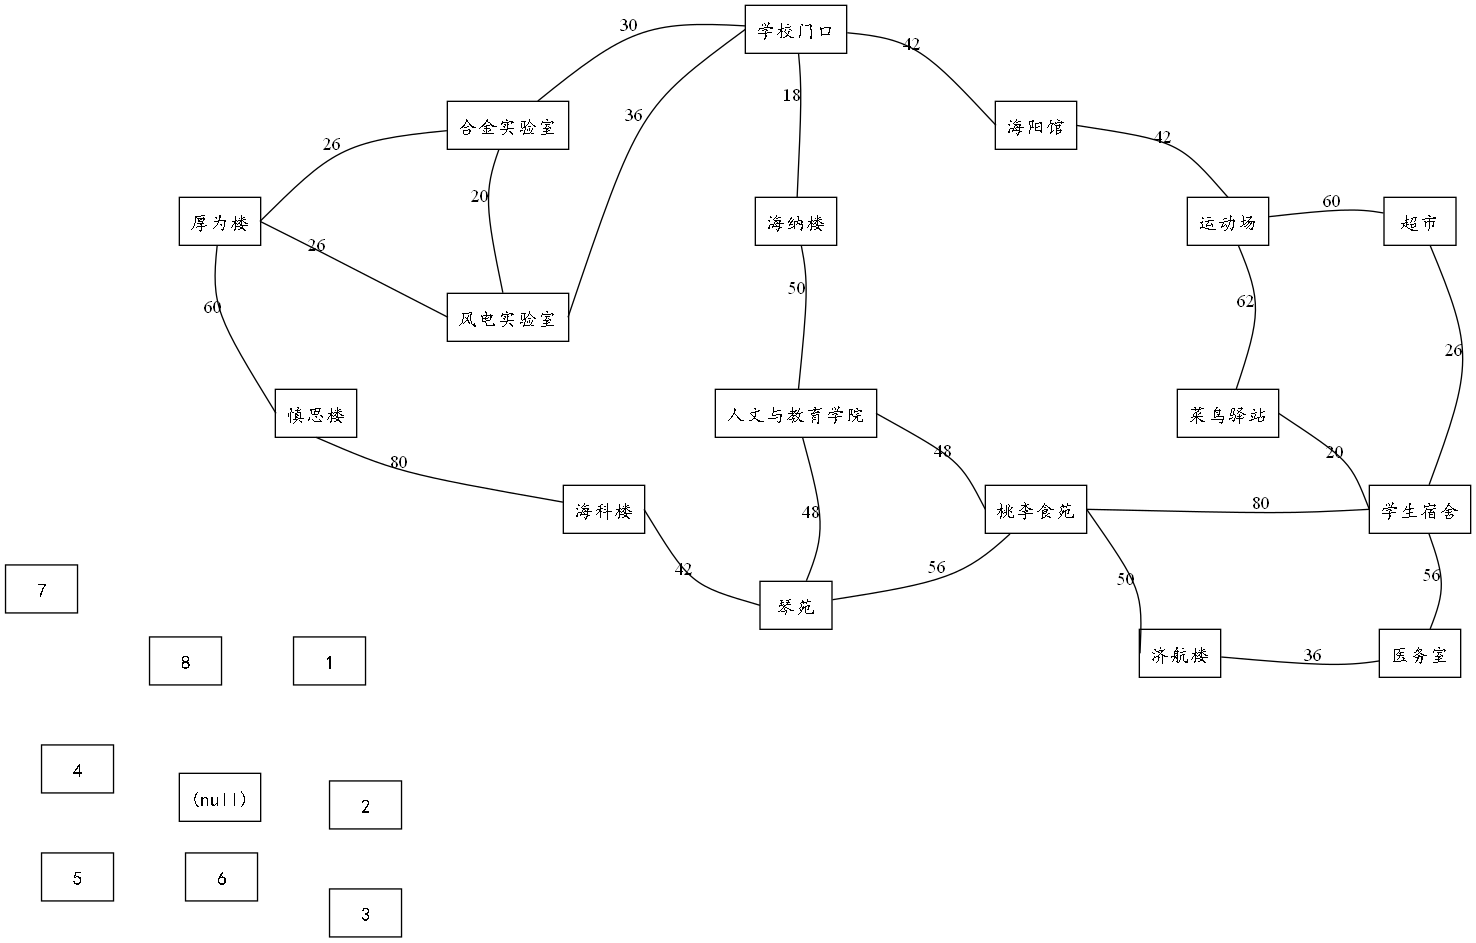 30
学校门口
42
36
18
合金实验室
海阳馆
26
42
20
厚为楼
海纳楼
运动场
60
超市
26
60
50
62
风电实验室
26
慎思楼
人文与教育学院
菜鸟驿站
80
48
20
海科楼
48
桃李食苑
80
学生宿舍
42
56
50
56
7
琴苑
8
1
济航楼
36
医务室
4
(null)
2
5
6
3